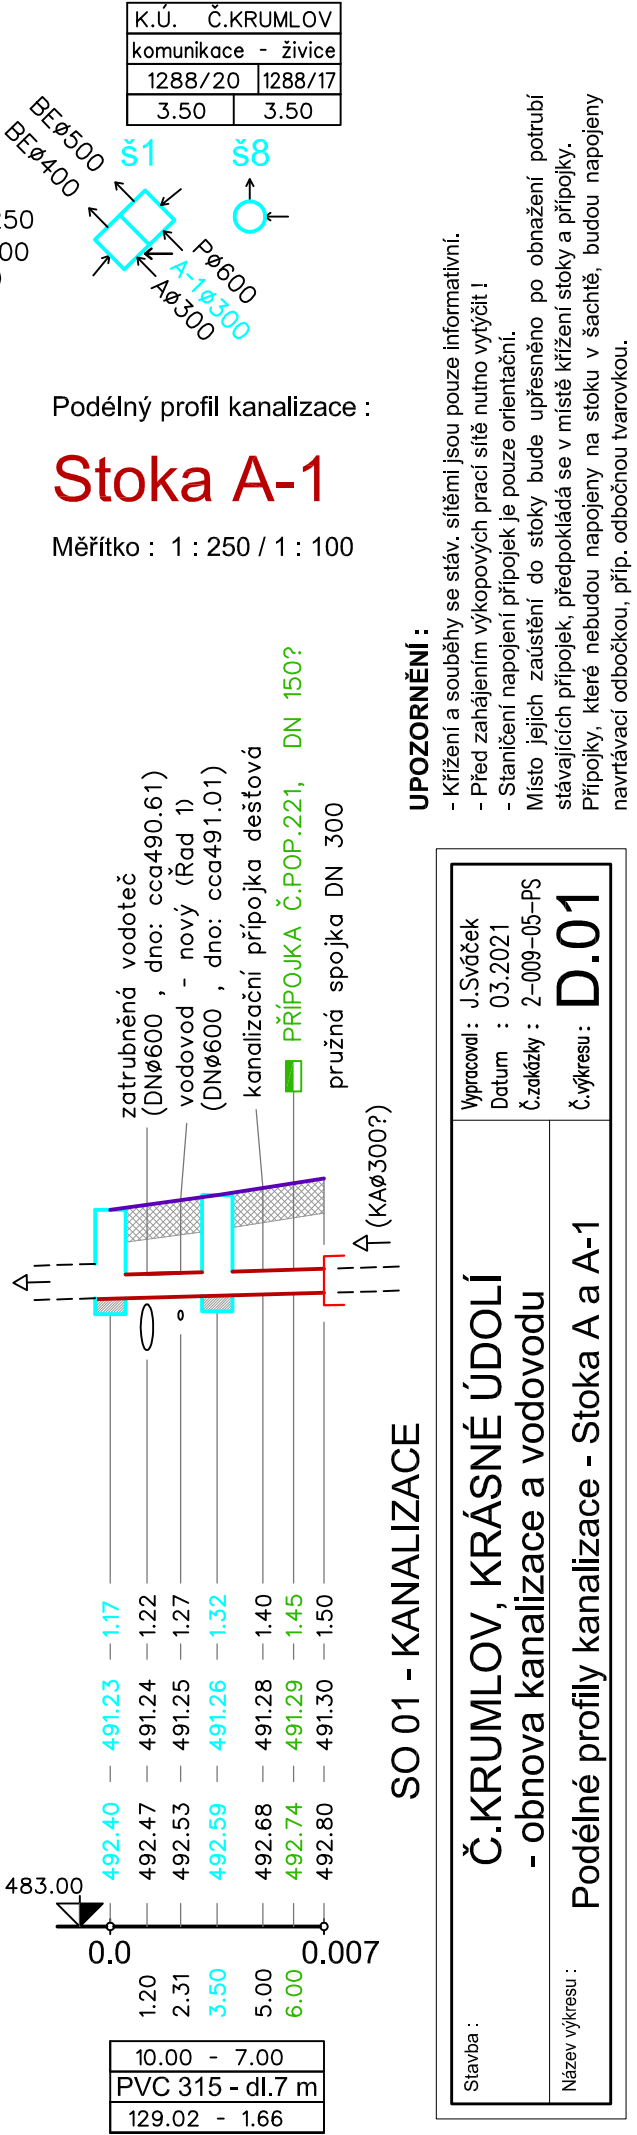 K.Ú. Č.KRUMLOV
komunikace - živice
1288/20 1288/17
3.50 3.50
š1 š8
BEø500
BEø400
250
00
Pø600
A-1ø300
Aø300
Podélný profil kanalizace :
Stoka A-1
Měřítko : 1 : 250 / 1 : 100
UPOZORNĚNÍ :
- Křížení a souběhy se stáv. sítěmi jsou pouze informativní.
- Před zahájením výkopových prací sítě nutno vytýčit !
- Staničení napojení přípojek je pouze orientační.
Místo jejich zaústění do stoky bude upřesněno po obnažení potrubí
stávajících přípojek, předpokládá se v místě křížení stoky a přípojky.
Přípojky, které nebudou napojeny na stoku v šachtě, budou napojeny
navrtávací odbočkou, příp. odbočnou tvarovkou.
zatrubněná vodoteč
(DNø600 , dno: cca490.61)
vodovod - nový (Řad 1)
(DNø600 , dno: cca491.01)
kanalizační přípojka dešťová
PŘÍPOJKA Č.POP.221, DN 150?
pružná spojka DN 300
(KAø300?)
492.40 491.23 1.17
492.47 491.24 1.22
492.53 491.25 1.27
492.59 491.26 1.32
492.68 491.28 1.40
492.74 491.29 1.45
492.80 491.30 1.50
483.00
0.0 0.007
1.20
2.31
3.50
5.00
6.00
10.00 - 7.00
PVC 315 - dl.7 m
129.02 - 1.66
SO 01 - KANALIZACE
Stavba :
Č.KRUMLOV, KRÁSNÉ ÚDOLÍ
- obnova kanalizace a vodovodu
Název výkresu :
Podélné profily kanalizace - Stoka A a A-1
Vypracoval : J.Sváček
Datum : 03.2021
Č.zakázky : 2-009-05-PS
Č.výkresu : D.01